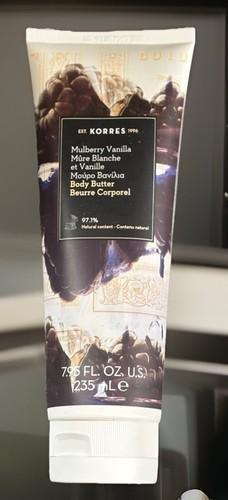 EST. KORRES 1996
Mulberry Vanilla
Mûre Blanche
et Vanille
Μούρο Βανίλια
Body Butter
Beurre Corporel
97.1%
Natural content - Contenu naturel
7.95 FL. OZ. U.S.
235 mL ℮